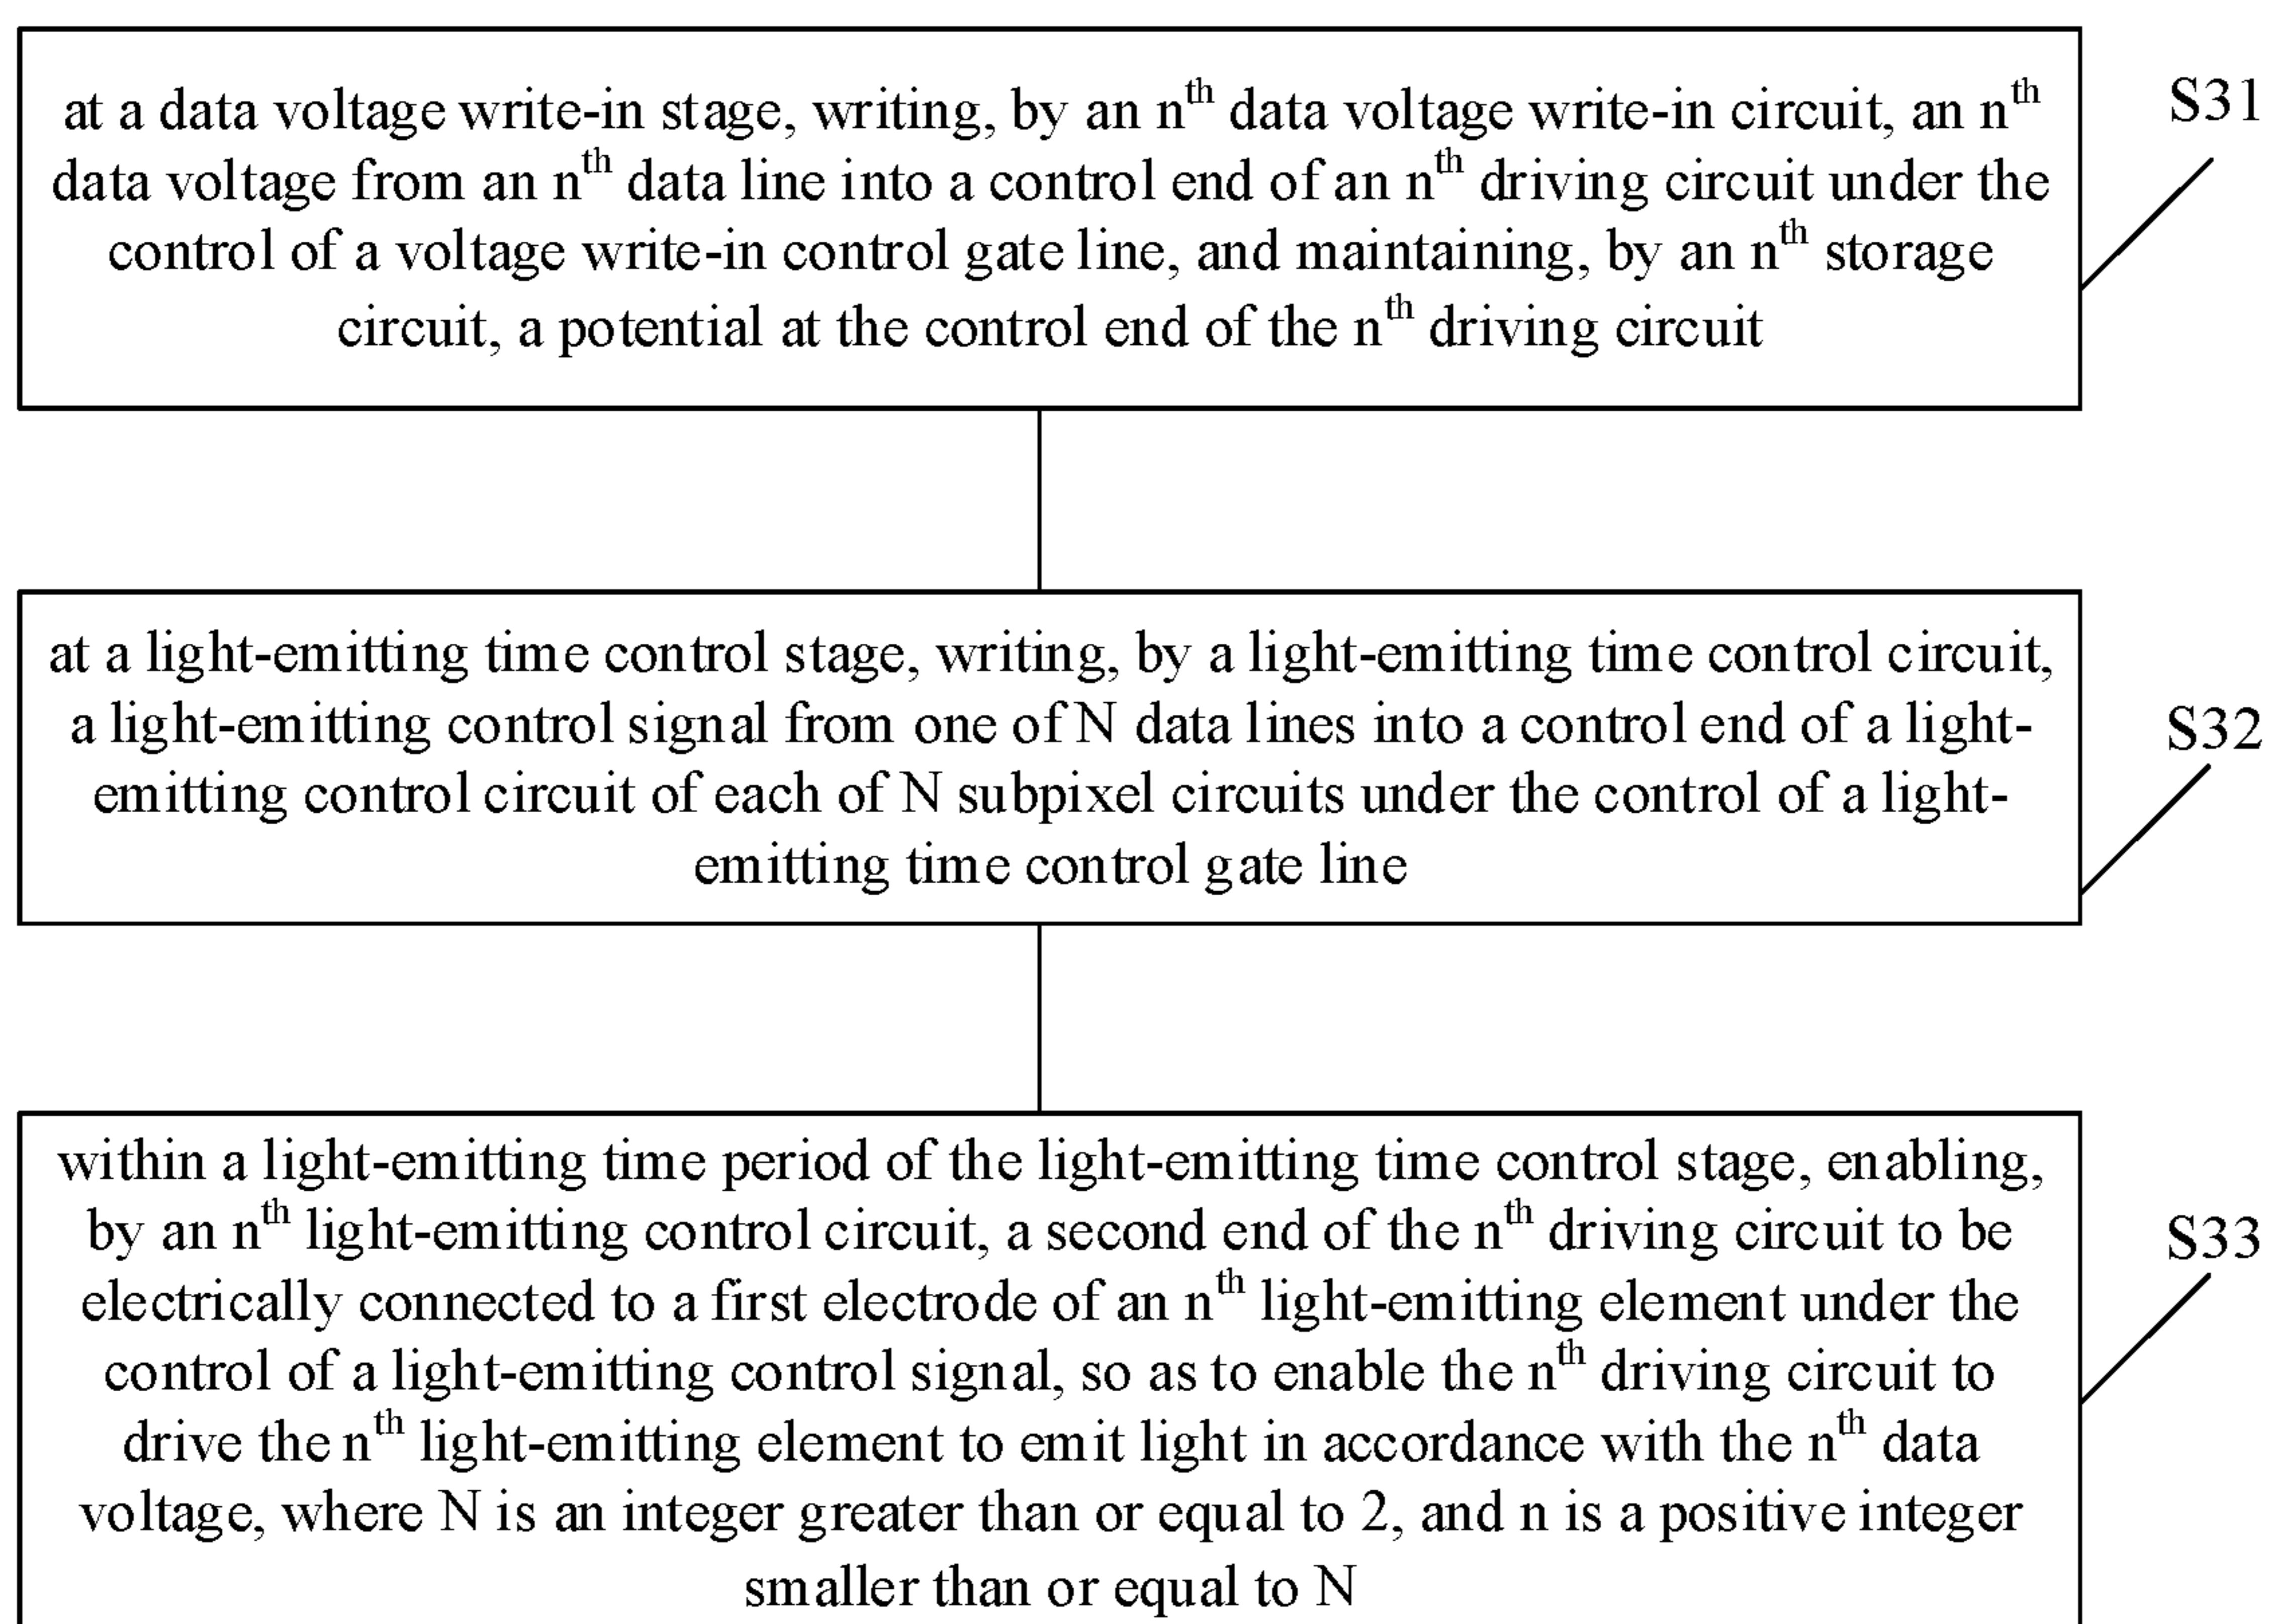 at a data voltage write-in stage, writing, by an nth data voltage write-in circuit, an nth
data voltage from an nth data line into a control end of an nth driving circuit under the
control of a voltage write-in control gate line, and maintaining, by an nth storage
circuit, a potential at the control end of the nth driving circuit
S31
at a light-emitting time control stage, writing, by a light-emitting time control circuit,
a light-emitting control signal from one of N data lines into a control end of a light-
emitting control circuit of each of N subpixel circuits under the control of a light-
emitting time control gate line
S32
within a light-emitting time period of the light-emitting time control stage, enabling,
by an nth light-emitting control circuit, a second end of the nth driving circuit to be
electrically connected to a first electrode of an nth light-emitting element under the
control of a light-emitting control signal, so as to enable the nth driving circuit to
drive the nth light-emitting element to emit light in accordance with the nth data
voltage, where N is an integer greater than or equal to 2, and n is a positive integer
smaller than or equal to N
S33